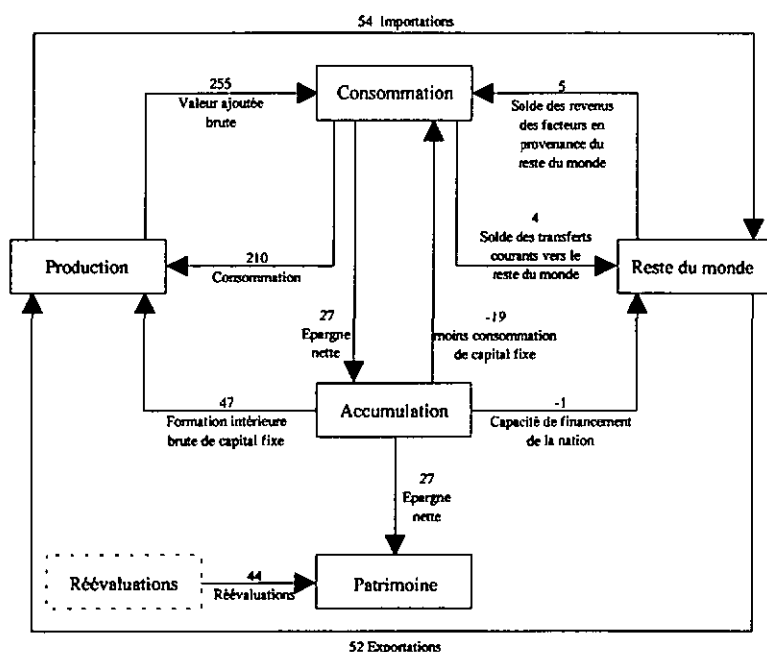 54 Importations
255
Valeur ajoutée
brute
Consommation
5
Solde des revenus
des facteurs en
provenance du
reste du monde
4
Solde des transferts
courants vers le
reste du monde
Production
210
Consommation
Reste du monde
27
Epargne
nette
-19
moins consommation
de capital fixe
47
Formation intérieure
brute de capital fixe
Accumulation
-1
Capacité de financement
de la nation
27
Epargne
nette
Réévaluations
44
Réévaluations
Patrimoine
52 Exportations